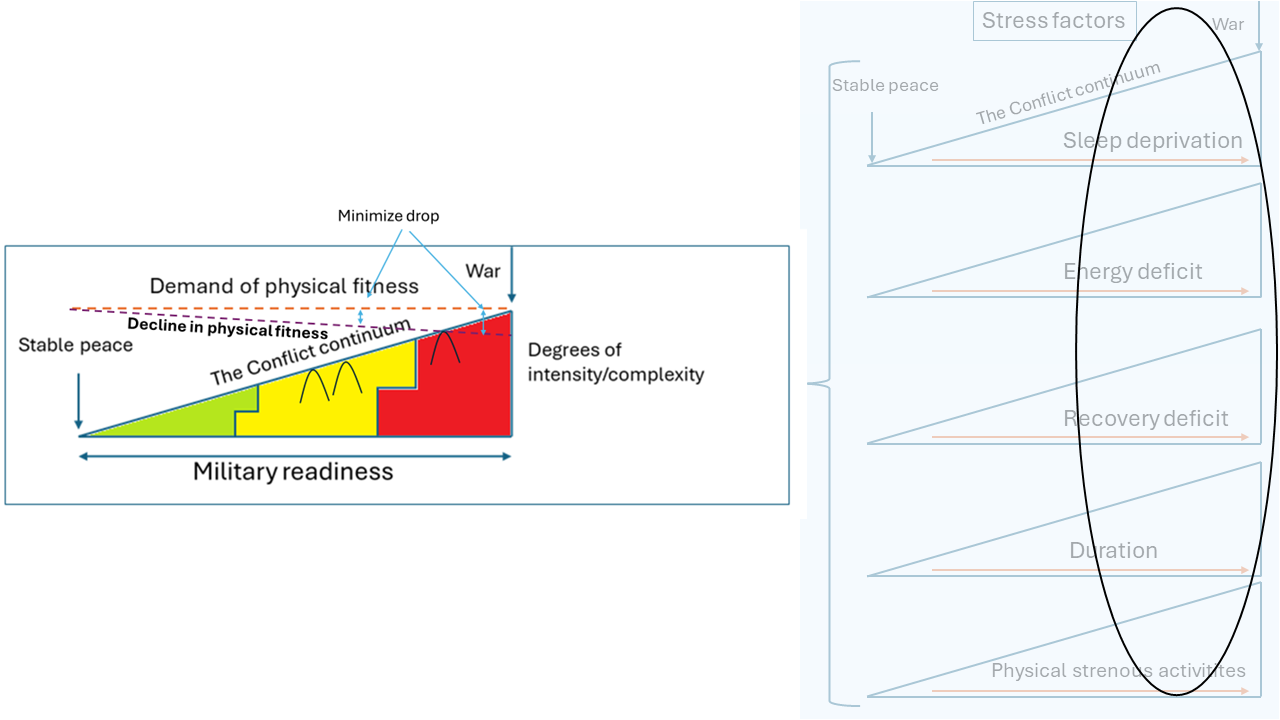 Minimize drop
War
Demand of physical fitness
Decline in physical fitness
Stable peace
The Conflict continuum
Degrees of
intensity/complexity
Military readiness
Stress factors
War
Stable peace
The Conflict continuum
Sleep deprivation
Energy deficit
Recovery deficit
Duration
Physical strenous activitites